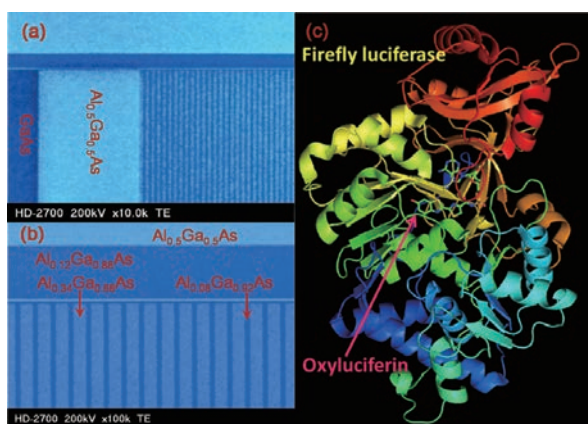 (a)
GaAs
Al0.5Ga0.5As
HD-2700 200kV x10.0k TE
(b)
Al0.5Ga0.5As
Al0.12Ga0.88As
Al0.34Ga0.66As
Al0.08Ga0.92As
HD-2700 200kV x100k TE
(c)
Firefly luciferase
Oxyluciferin